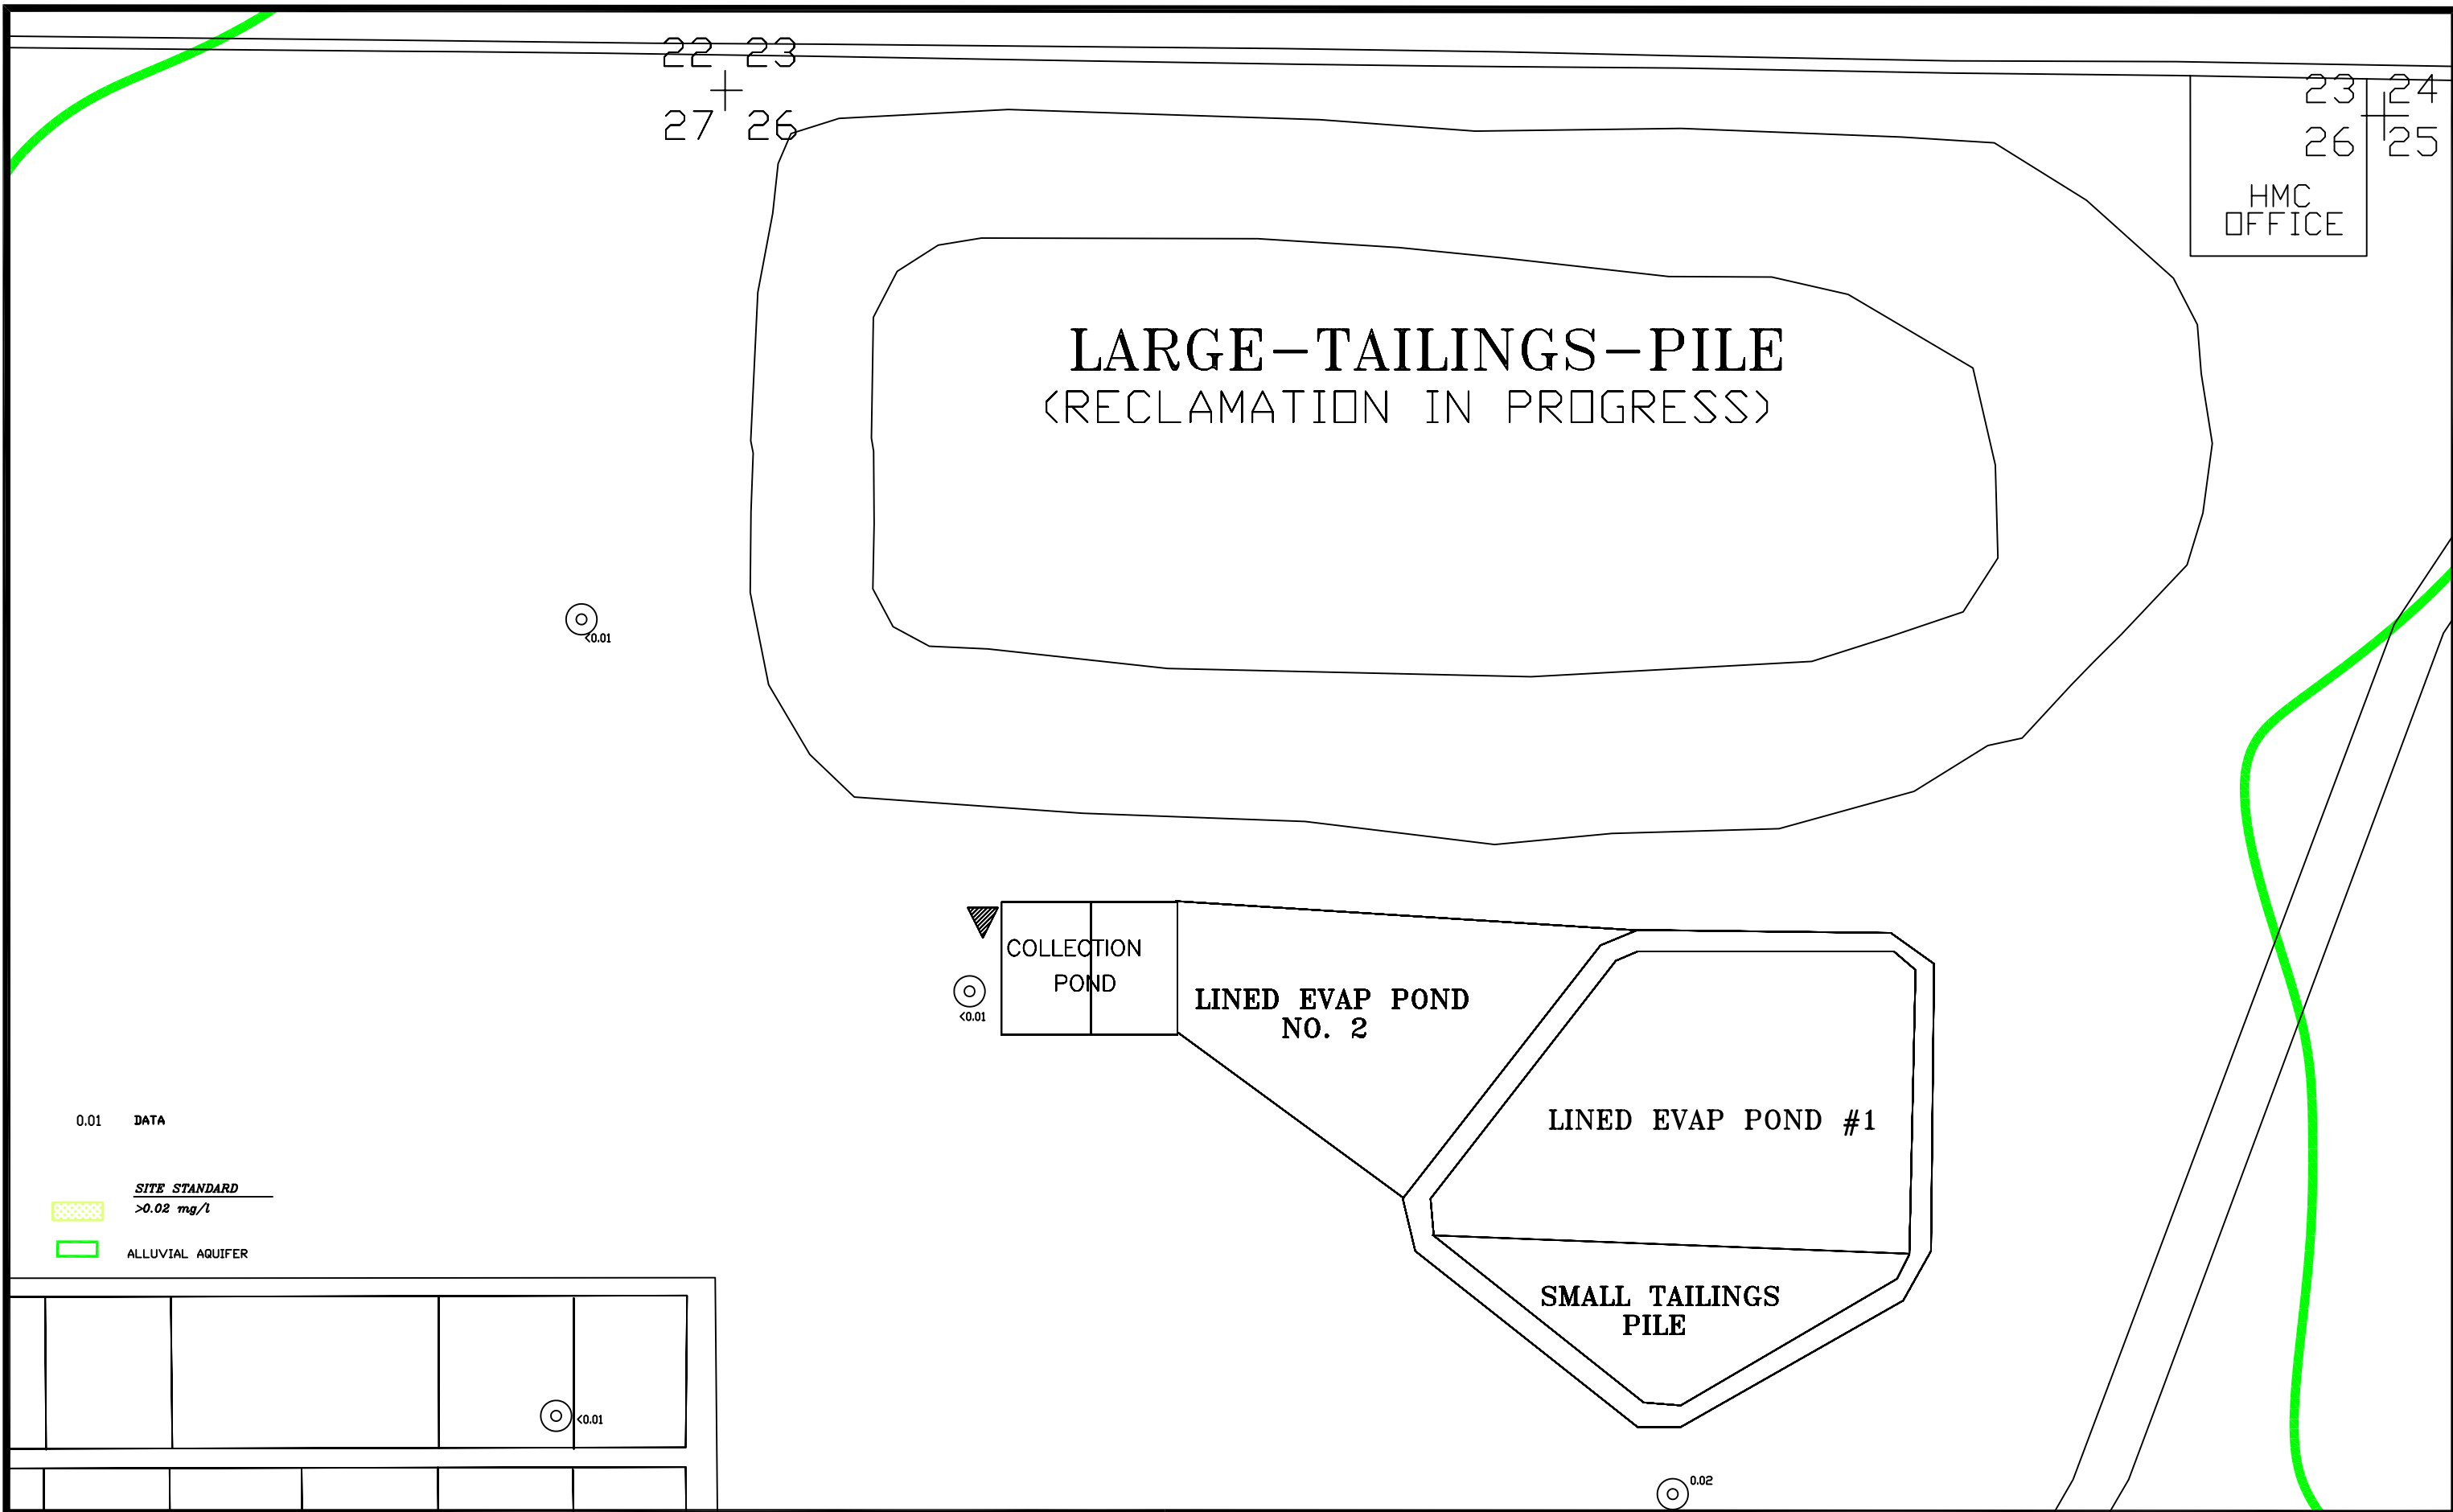 22 23
27 26
23 24
26 25
HMC
OFFICE
LARGE-TAILINGS-PILE
(RECLAMATION IN PROGRESS)
<0.01
COLLECTION
POND
<0.01
LINED EVAP POND
NO. 2
LINED EVAP POND #1
SMALL TAILINGS
PILE
0.01 DATA
SITE STANDARD
>0.02 mg/l
ALLUVIAL AQUIFER
<0.01
0.02